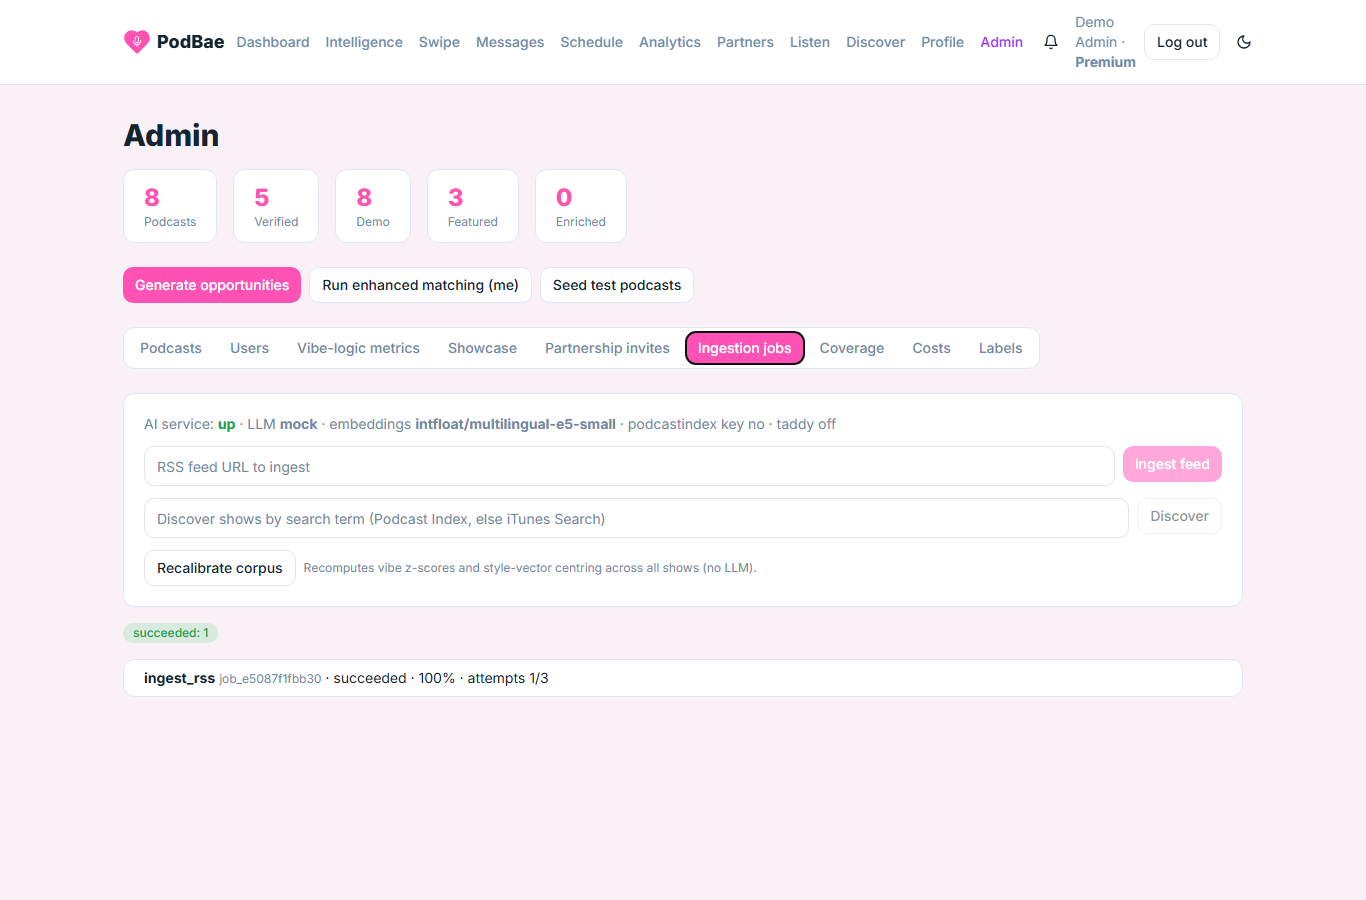 PodBae Dashboard Intelligence Swipe Messages Schedule Analytics Partners Listen Discover Profile Admin
Demo
Admin ·
Premium
Log out
Admin
8
Podcasts
5
Verified
8
Demo
3
Featured
0
Enriched
Generate opportunities
Run enhanced matching (me)
Seed test podcasts
Podcasts Users Vibe-logic metrics Showcase Partnership invites Ingestion jobs Coverage Costs Labels
AI service: up · LLM mock · embeddings intfloat/multilingual-e5-small · podcastindex key no · taddy off
RSS feed URL to ingest
Ingest feed
Discover shows by search term (Podcast Index, else iTunes Search)
Discover
Recalibrate corpus
Recomputes vibe z-scores and style-vector centring across all shows (no LLM).
succeeded: 1
ingest_rss job_e5087f1fbb30 · succeeded · 100% · attempts 1/3